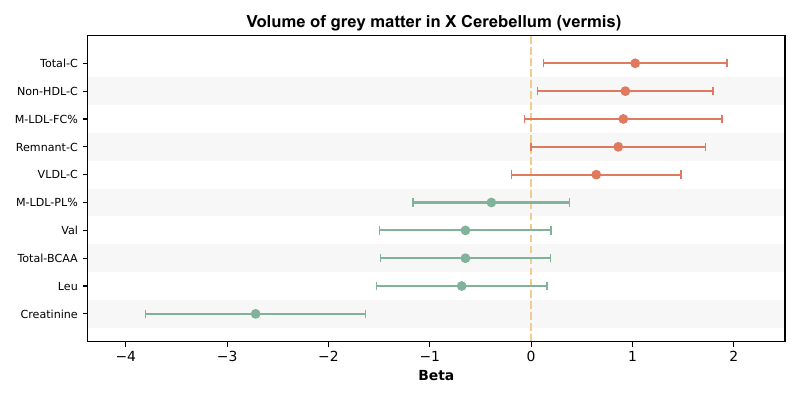 Volume of grey matter in X Cerebellum (vermis)
Total-C
Non-HDL-C
M-LDL-FC%
Remnant-C
VLDL-C
M-LDL-PL%
Val
Total-BCAA
Leu
Creatinine
−4 −3 −2 −1 0 1 2
Beta